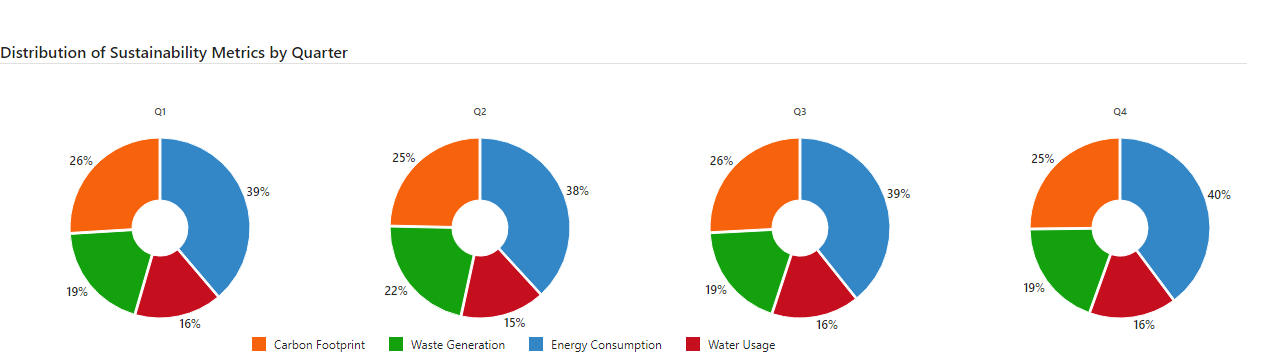 Distribution of Sustainability Metrics by Quarter
Q1
26%
39%
19%
16%
Q2
25%
38%
22%
15%
Q3
26%
39%
19%
16%
Q4
25%
40%
19%
16%
Carbon Footprint Waste Generation Energy Consumption Water Usage